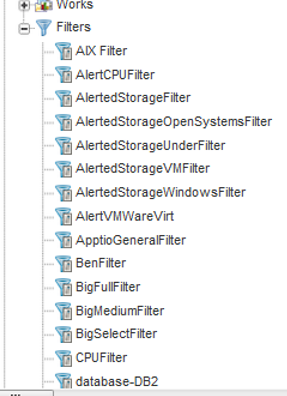 Works
Filters
AIX Filter
AlertCPUFilter
AlertedStorageFilter
AlertedStorageOpenSystemsFilter
AlertedStorageUnderFilter
AlertedStorageVMFilter
AlertedStorageWindowsFilter
AlertVMWareVirt
ApptioGeneralFilter
BenFilter
BigFullFilter
BigMediumFilter
BigSelectFilter
CPUFilter
database-DB2